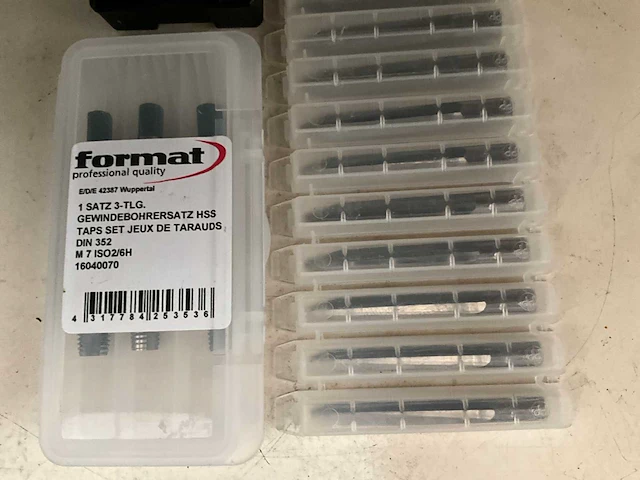 format
professional quality
E/D/E 42387 Wuppertal
1 SATZ 3-TLG.
GEWINDEBOHRERSATZ HSS
TAPS SET JEUX DE TARAUDS
DIN 352
M 7 ISO2/6H
16040070
4 317784 253536